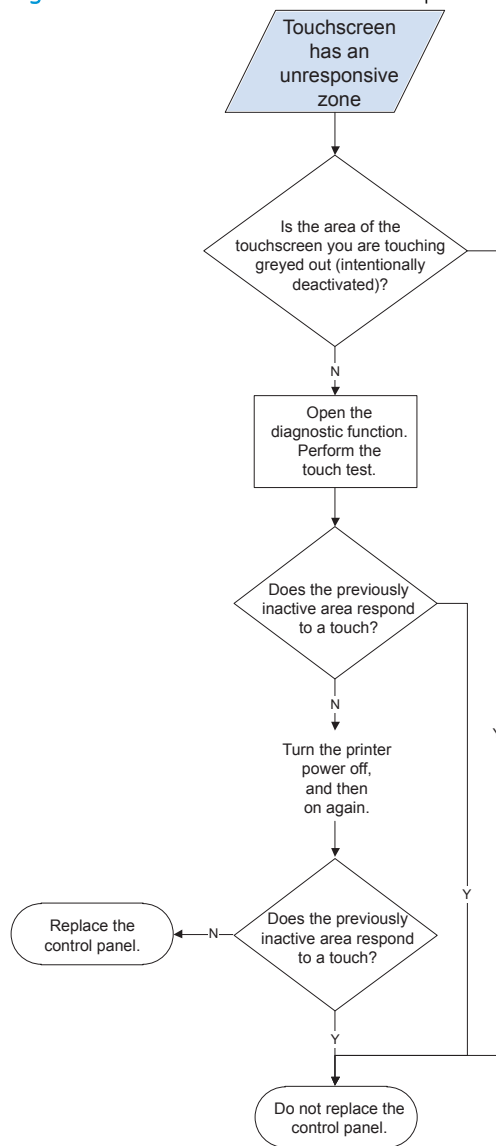 Touchscreen
has an
unresponsive
zone
Is the area of the
touchscreen you are touching
greyed out (intentionally
deactivated)?
N
Open the
diagnostic function.
Perform the
touch test.
Does the previously
inactive area respond
to a touch?
N
Y
Turn the printer
power off,
and then
on again.
Y
Does the previously
inactive area respond
to a touch?
N
Replace the
control panel.
Y
Do not replace the
control panel.